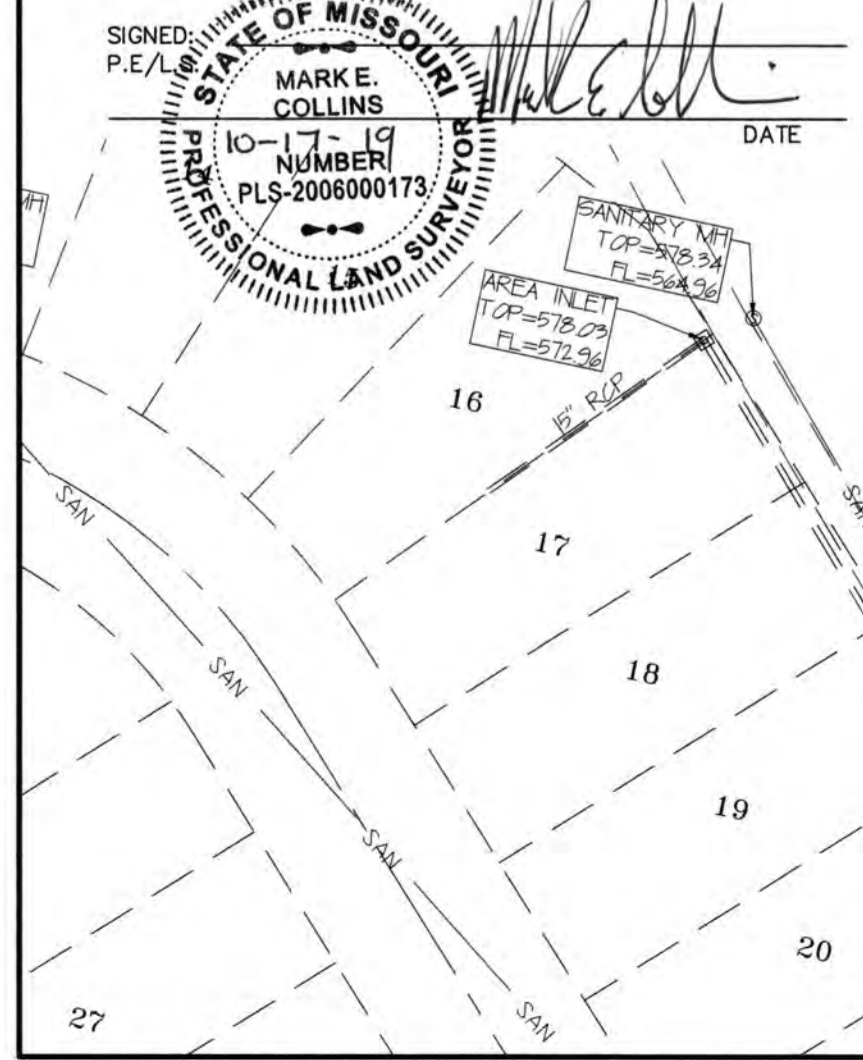 SIGNED:
P.E/L.S
STATE OF MISSOURI
MARK E.
COLLINS
10-17-19
NUMBER
PLS-2006000173
PROFESSIONAL LAND SURVEYOR
DATE
MH
SANITARY MH
TOP=578.34
FL=564.96
AREA INLET
TOP=578.03
FL=572.96
16
15" RCP
SAN
SAN
17
SAN
18
19
SAN
20
27
SAN